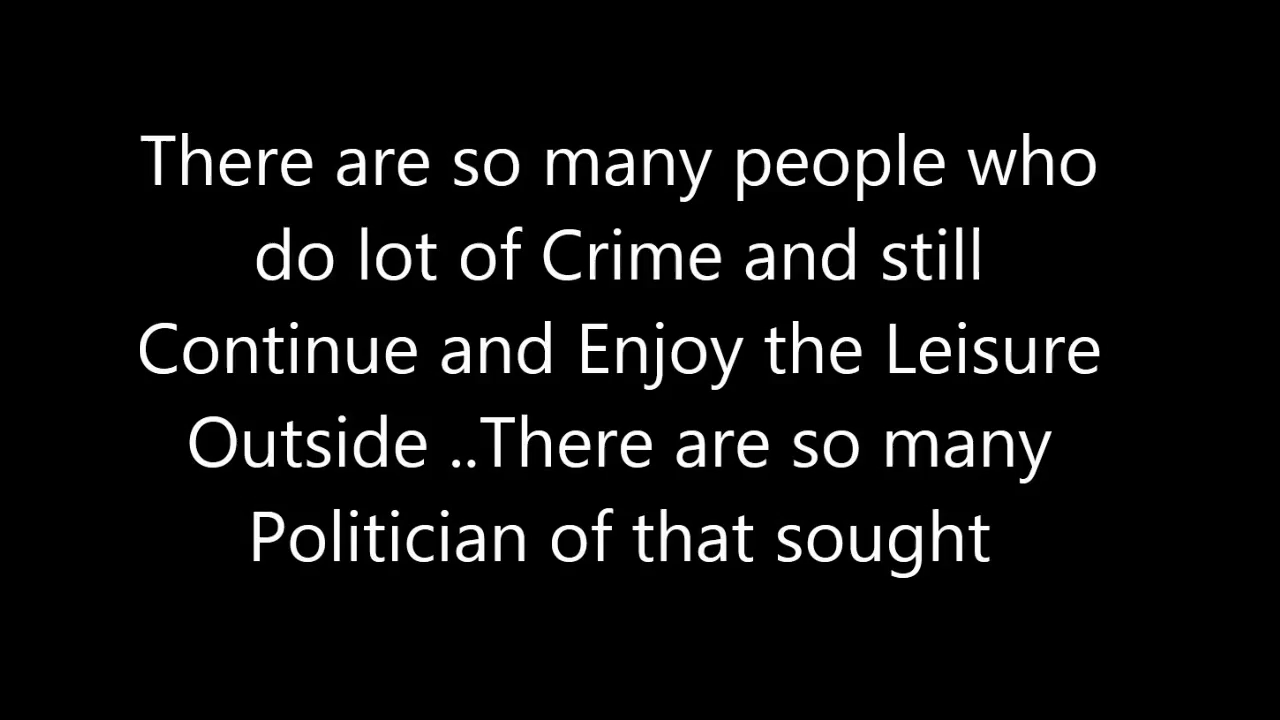 There are so many people who
do lot of Crime and still
Continue and Enjoy the Leisure
Outside ..There are so many
Politician of that sought